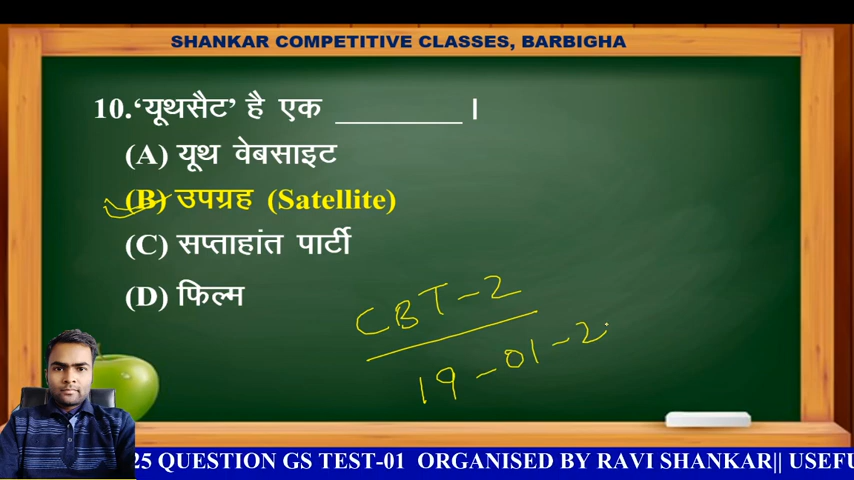 SHANKAR COMPETITIVE CLASSES, BARBIGHA
10.‘यूथसैट’ है एक ________ ।
(A) यूथ वेबसाइट
(B) उपग्रह (Satellite)
(C) सप्ताहांत पार्टी
(D) फिल्म
CBT-2
19-01-2
25 QUESTION GS TEST-01 ORGANISED BY RAVI SHANKAR|| USEFU